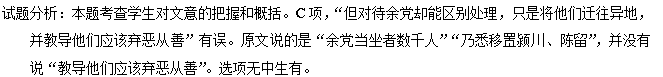 试题分析：本题考查学生对文意的把握和概括。C 项，“但对待余党却能区别处理，只是将他们迁往异地，
并教导他们应该弃恶从善”有误。原文说的是“余党当坐者数千人”“乃悉移置颍川、陈留”，并没有
说“教导他们应该弃恶从善”。选项无中生有。